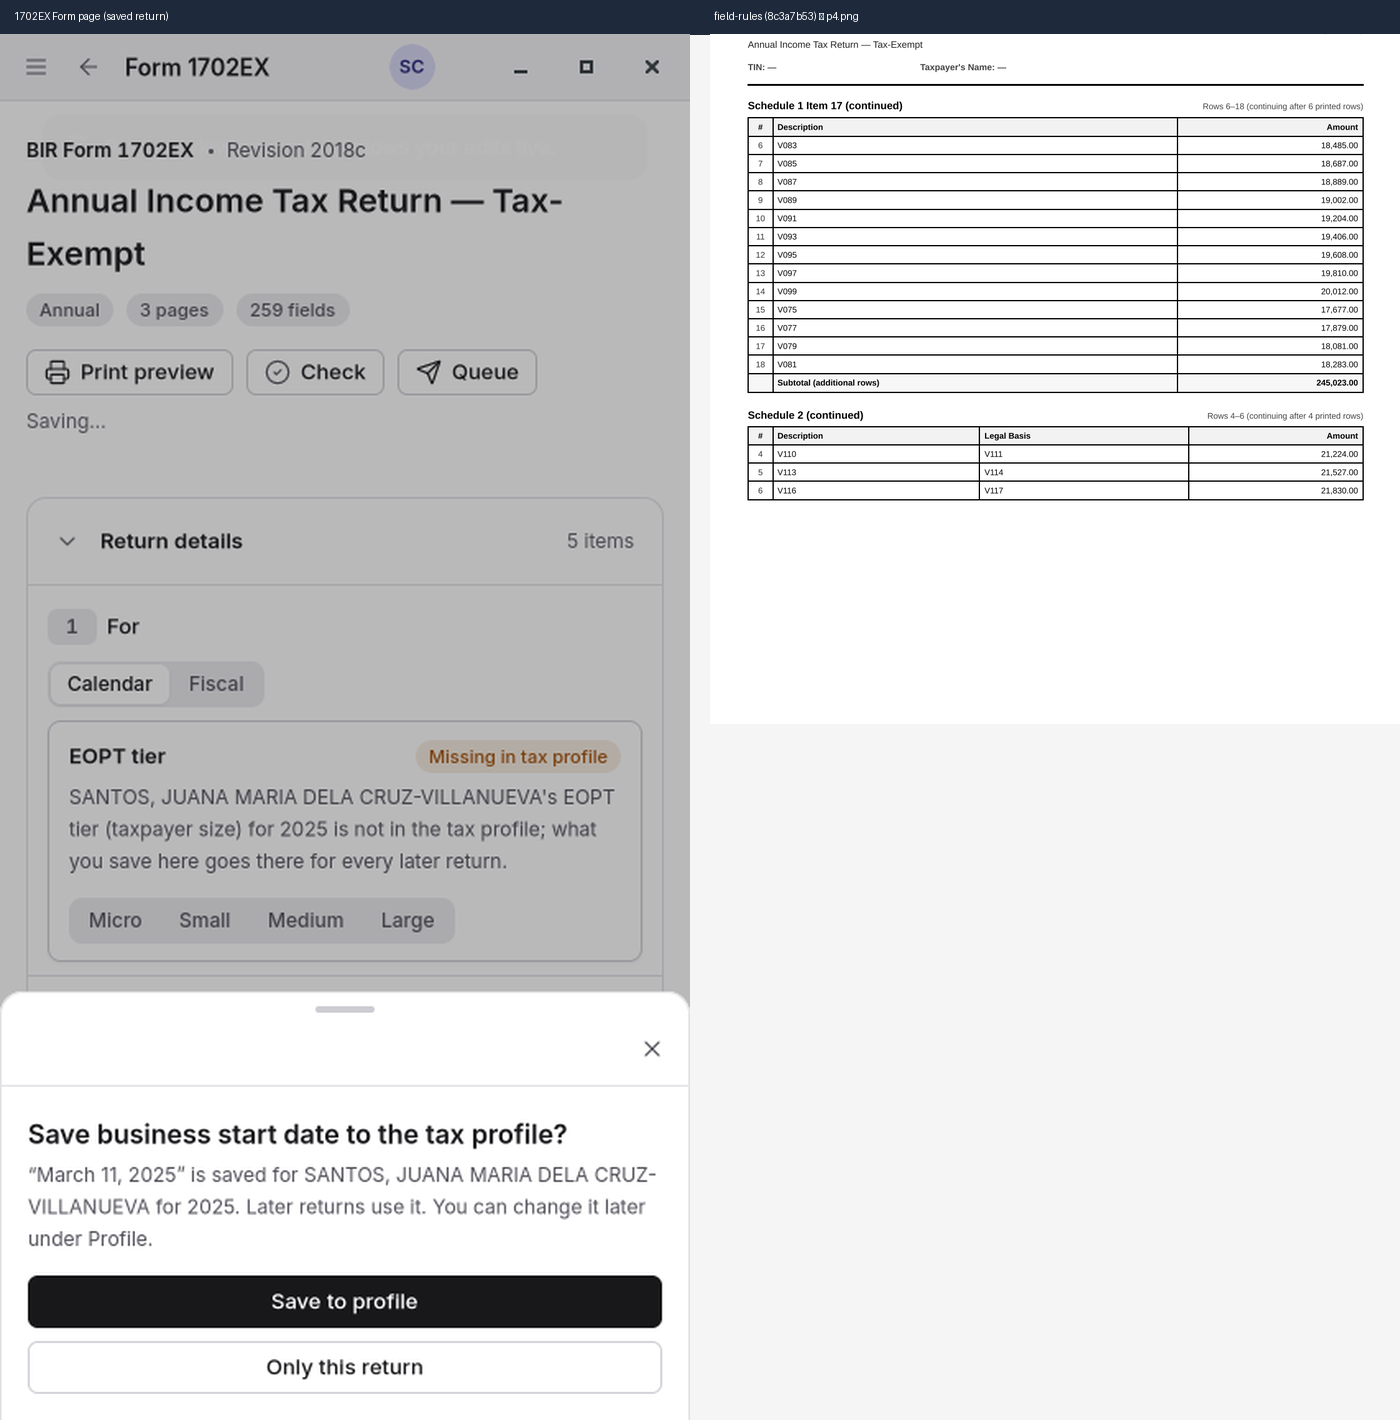 1702EX Form page (saved return)
Form 1702EX
SC
BIR Form 1702EX • Revision 2018c
Annual Income Tax Return — Tax-
Exempt
Annual
3 pages
259 fields
Print preview
Check
Queue
Saving...
Return details
5 items
1
For
Calendar
Fiscal
EOPT tier
Missing in tax profile
SANTOS, JUANA MARIA DELA CRUZ-VILLANUEVA's EOPT
tier (taxpayer size) for 2025 is not in the tax profile; what
you save here goes there for every later return.
Micro
Small
Medium
Large
Save business start date to the tax profile?
“March 11, 2025” is saved for SANTOS, JUANA MARIA DELA CRUZ-
VILLANUEVA for 2025. Later returns use it. You can change it later
under Profile.
Save to profile
Only this return
field-rules (8c3a7b53) p4.png
Annual Income Tax Return — Tax-Exempt
TIN: — Taxpayer's Name: —
Schedule 1 Item 17 (continued) Rows 6–18 (continuing after 6 printed rows)
# Description Amount
6 V083 18,485.00
7 V085 18,687.00
8 V087 18,889.00
9 V089 19,002.00
10 V091 19,204.00
11 V093 19,406.00
12 V095 19,608.00
13 V097 19,810.00
14 V099 20,012.00
15 V075 17,677.00
16 V077 17,879.00
17 V079 18,081.00
18 V081 18,283.00
Subtotal (additional rows) 245,023.00
Schedule 2 (continued) Rows 4–6 (continuing after 4 printed rows)
# Description Legal Basis Amount
4 V110 V111 21,224.00
5 V113 V114 21,527.00
6 V116 V117 21,830.00